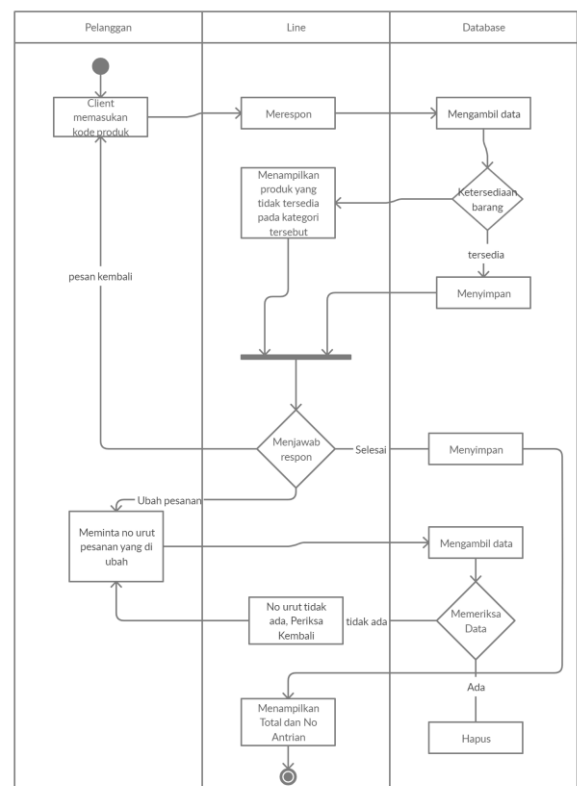 Pelanggan
Line
Database
Client
memasukan
kode produk
Merespon
Mengambil data
Menampilkan
produk yang
tidak tersedia
pada kategori
tersebut
Ketersediaan
barang
tersedia
pesan kembali
Menyimpan
Menjawab
respon
Selesai
Menyimpan
Ubah pesanan
Meminta no urut
pesanan yang di
ubah
Mengambil data
No urut tidak
ada, Periksa
Kembali
tidak ada
Memeriksa
Data
Ada
Menampilkan
Total dan No
Antrian
Hapus